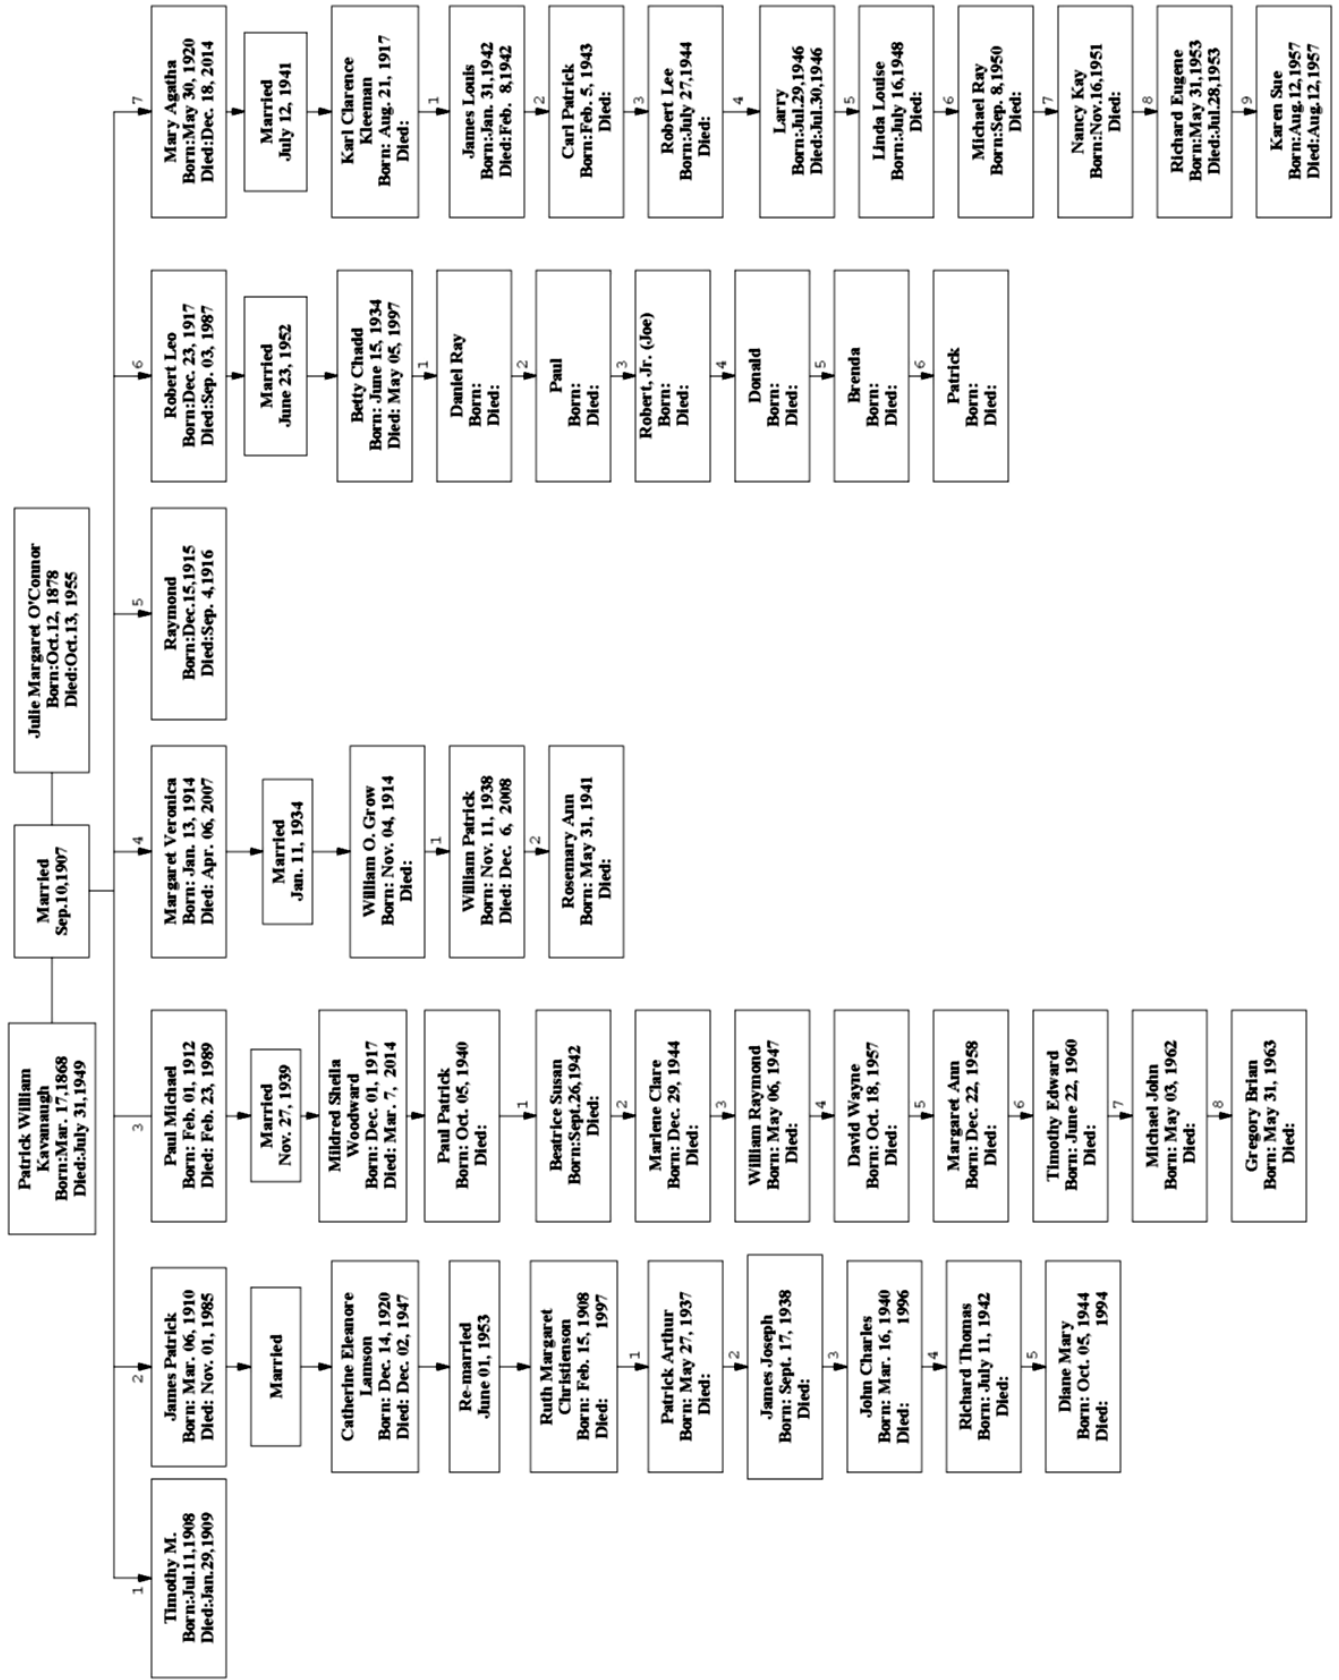 Patrick William
Kavanaugh
Born:Mar. 17,1868
Died:July 31,1949
Married
Sep.10,1907
Julie Margaret O'Connor
Born:Oct.12, 1878
Died:Oct.13, 1955
1
Timothy M.
Born:Jul.11,1908
Died:Jan.29,1909
2
James Patrick
Born: Mar. 06, 1910
Died: Nov. 01, 1985
Married
Catherine Eleanore
Lamson
Born: Dec. 14, 1920
Died: Dec. 02, 1947
Re-married
June 01, 1953
Ruth Margaret
Christienson
Born: Feb. 15, 1908
Died: 1997
1
Patrick Arthur
Born: May 27, 1937
Died:
2
James Joseph
Born: Sept. 17, 1938
Died:
3
John Charles
Born: Mar. 16, 1940
Died: 1996
4
Richard Thomas
Born: July 11, 1942
Died:
5
Diane Mary
Born: Oct. 05, 1944
Died: 1994
3
Paul Michael
Born: Feb. 01, 1912
Died: Feb. 23, 1989
Married
Nov. 27, 1939
Mildred Shella
Woodward
Born: Dec. 01, 1917
Died: Mar. 7, 2014
Paul Patrick
Born: Oct. 05, 1940
Died:
1
Beatrice Susan
Born:Sept.26,1942
Died:
2
Marlene Clare
Born: Dec. 29, 1944
Died:
3
William Raymond
Born: May 06, 1947
Died:
4
David Wayne
Born: Oct. 18, 1957
Died:
5
Margaret Ann
Born: Dec. 22, 1958
Died:
6
Timothy Edward
Born: June 22, 1960
Died:
7
Michael John
Born: May 03, 1962
Died:
8
Gregory Brian
Born: May 31, 1963
Died:
4
Margaret Veronica
Born: Jan. 13, 1914
Died: Apr. 06, 2007
Married
Jan. 11, 1934
William O. Grow
Born: Nov. 04, 1914
Died:
1
William Patrick
Born: Nov. 11, 1938
Died: Dec. 6, 2008
2
Rosemary Ann
Born: May 31, 1941
Died:
5
Raymond
Born:Dec.15,1915
Died:Sep. 4,1916
6
Robert Leo
Born:Dec. 23, 1917
Died:Sep. 03, 1987
Married
June 23, 1952
Betty Chadd
Born: June 15, 1934
Died: May 05, 1997
1
Daniel Ray
Born:
Died:
2
Paul
Born:
Died:
3
Robert, Jr. (Joe)
Born:
Died:
4
Donald
Born:
Died:
5
Brenda
Born:
Died:
6
Patrick
Born:
Died:
7
Mary Agatha
Born:May 30, 1920
Died:Dec. 18, 2014
Married
July 12, 1941
Karl Clarence
Kleeman
Born: Aug. 21, 1917
Died:
1
James Louis
Born:Jan. 31,1942
Died:Feb. 8,1942
2
Carl Patrick
Born:Feb. 5, 1943
Died:
3
Robert Lee
Born:July 27,1944
Died:
4
Larry
Born:Jul.29,1946
Died:Jul.30,1946
5
Linda Louise
Born:July 16,1948
Died:
6
Michael Ray
Born:Sep. 8,1950
Died:
7
Nancy Kay
Born:Nov.16,1951
Died:
8
Richard Eugene
Born:May 31,1953
Died:Jul.28,1953
9
Karen Sue
Born:Aug.12,1957
Died:Aug.12,1957